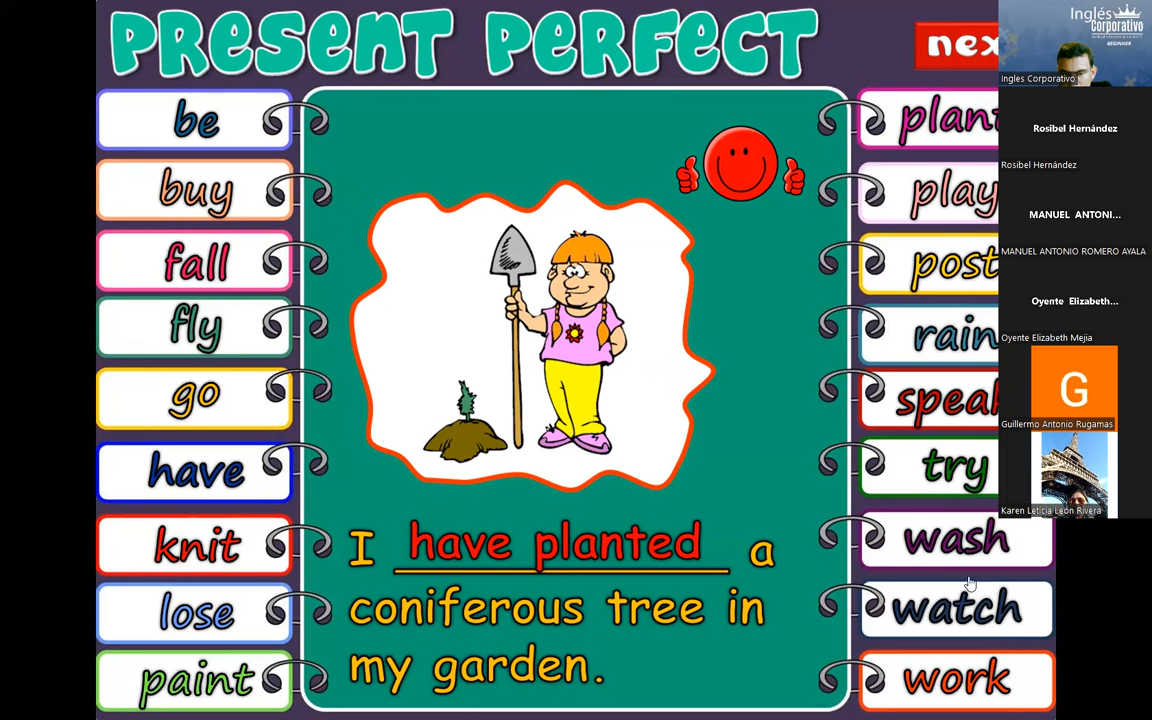 PRESENT PERFECT
nex
be
buy
fall
fly
go
have
knit
lose
paint
I have planted a
coniferous tree in
my garden.
plant
play
post
rain
speak
try
wash
watch
work
Inglés
Corporativo
BEGINNER
Ingles Corporativo
Rosibel Hernández
Rosibel Hernández
MANUEL ANTONI...
MANUEL ANTONIO ROMERO AYALA
Oyente Elizabeth...
Oyente Elizabeth Mejia
G
Guillermo Antonio Rugamas
Karen Leticia León Rivera